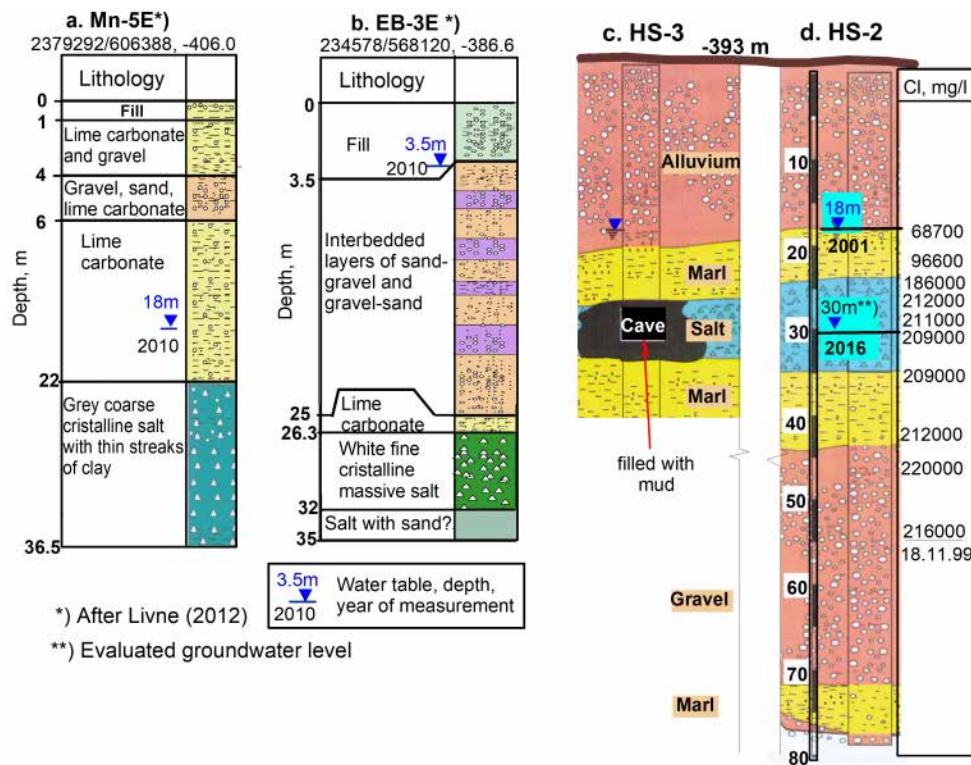 a. Mn-5E*)
2379292/606388, -406.0
Lithology
0
Fill
1
Lime carbonate
and gravel
4
Gravel, sand,
lime carbonate
6
Lime
carbonate
18m
2010
22
Grey coarse
cristalline salt
with thin streaks
of clay
36.5
Depth, m
b. EB-3E *)
234578/568120, -386.6
Lithology
0
Fill
3.5m
2010
3.5
Interbedded
layers of sand-
gravel and
gravel-sand
25
Lime
carbonate
26.3
White fine
cristalline
massive salt
32
Salt with sand?
35
Depth, m
c. HS-3
-393 m
d. HS-2
Cl, mg/l
Alluvium
Marl
Cave
Salt
Marl
filled with
mud
Gravel
Marl
10
20
30
40
50
60
70
80
18m
2001
30m**)
2016
68700
96600
186000
212000
211000
209000
209000
212000
220000
216000
18.11.99
3.5m
2010
Water table, depth,
year of measurement
*) After Livne (2012)
**) Evaluated groundwater level